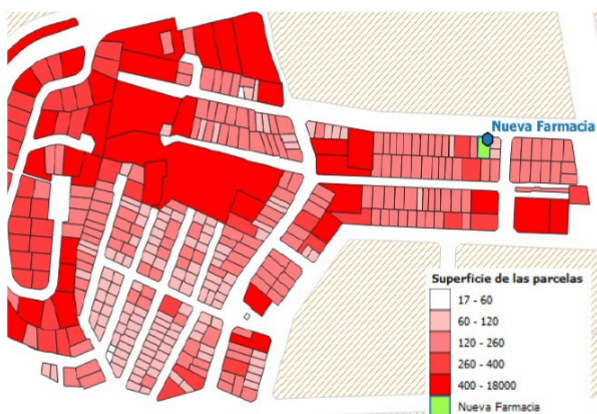 Nueva Farmacia
Superficie de las parcelas
17 - 60
60 - 120
120 - 260
260 - 400
400 - 18000
Nueva Farmacia